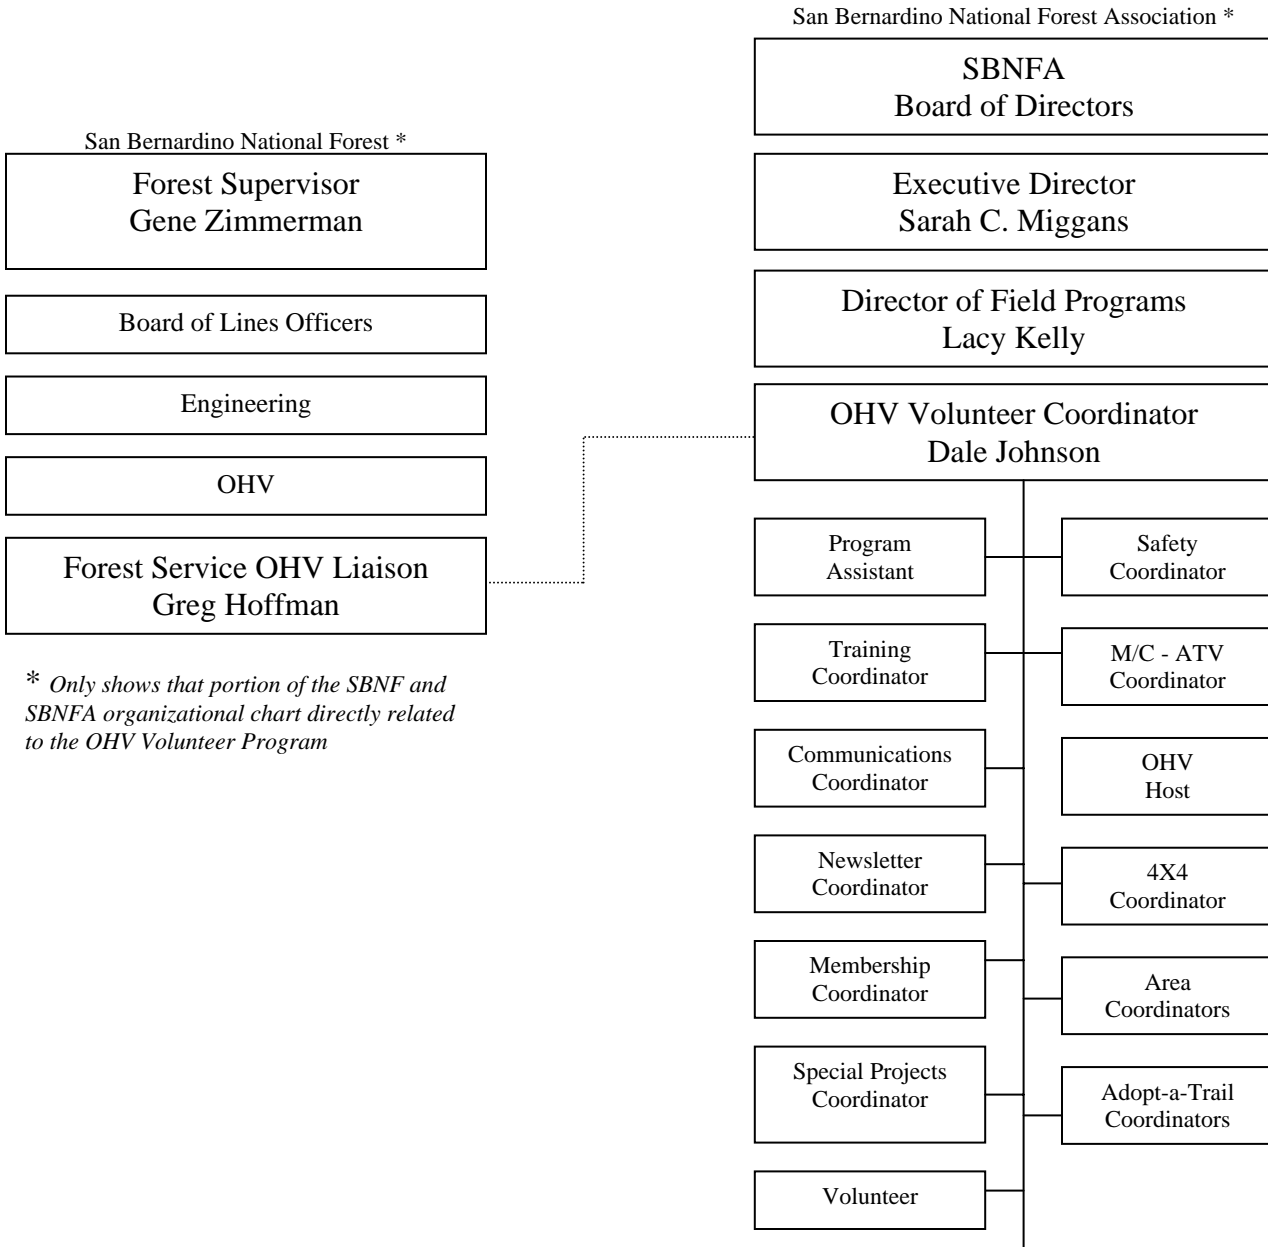 San Bernardino National Forest Association *
SBNFA
Board of Directors
Executive Director
Sarah C. Miggans
Director of Field Programs
Lacy Kelly
OHV Volunteer Coordinator
Dale Johnson
San Bernardino National Forest *
Forest Supervisor
Gene Zimmerman
Board of Lines Officers
Engineering
OHV
Forest Service OHV Liaison
Greg Hoffman
* Only shows that portion of the SBNF and
SBNFA organizational chart directly related
to the OHV Volunteer Program
Program
Assistant
Safety
Coordinator
Training
Coordinator
M/C - ATV
Coordinator
Communications
Coordinator
OHV
Host
Newsletter
Coordinator
4X4
Coordinator
Membership
Coordinator
Area
Coordinators
Special Projects
Coordinator
Adopt-a-Trail
Coordinators
Volunteer